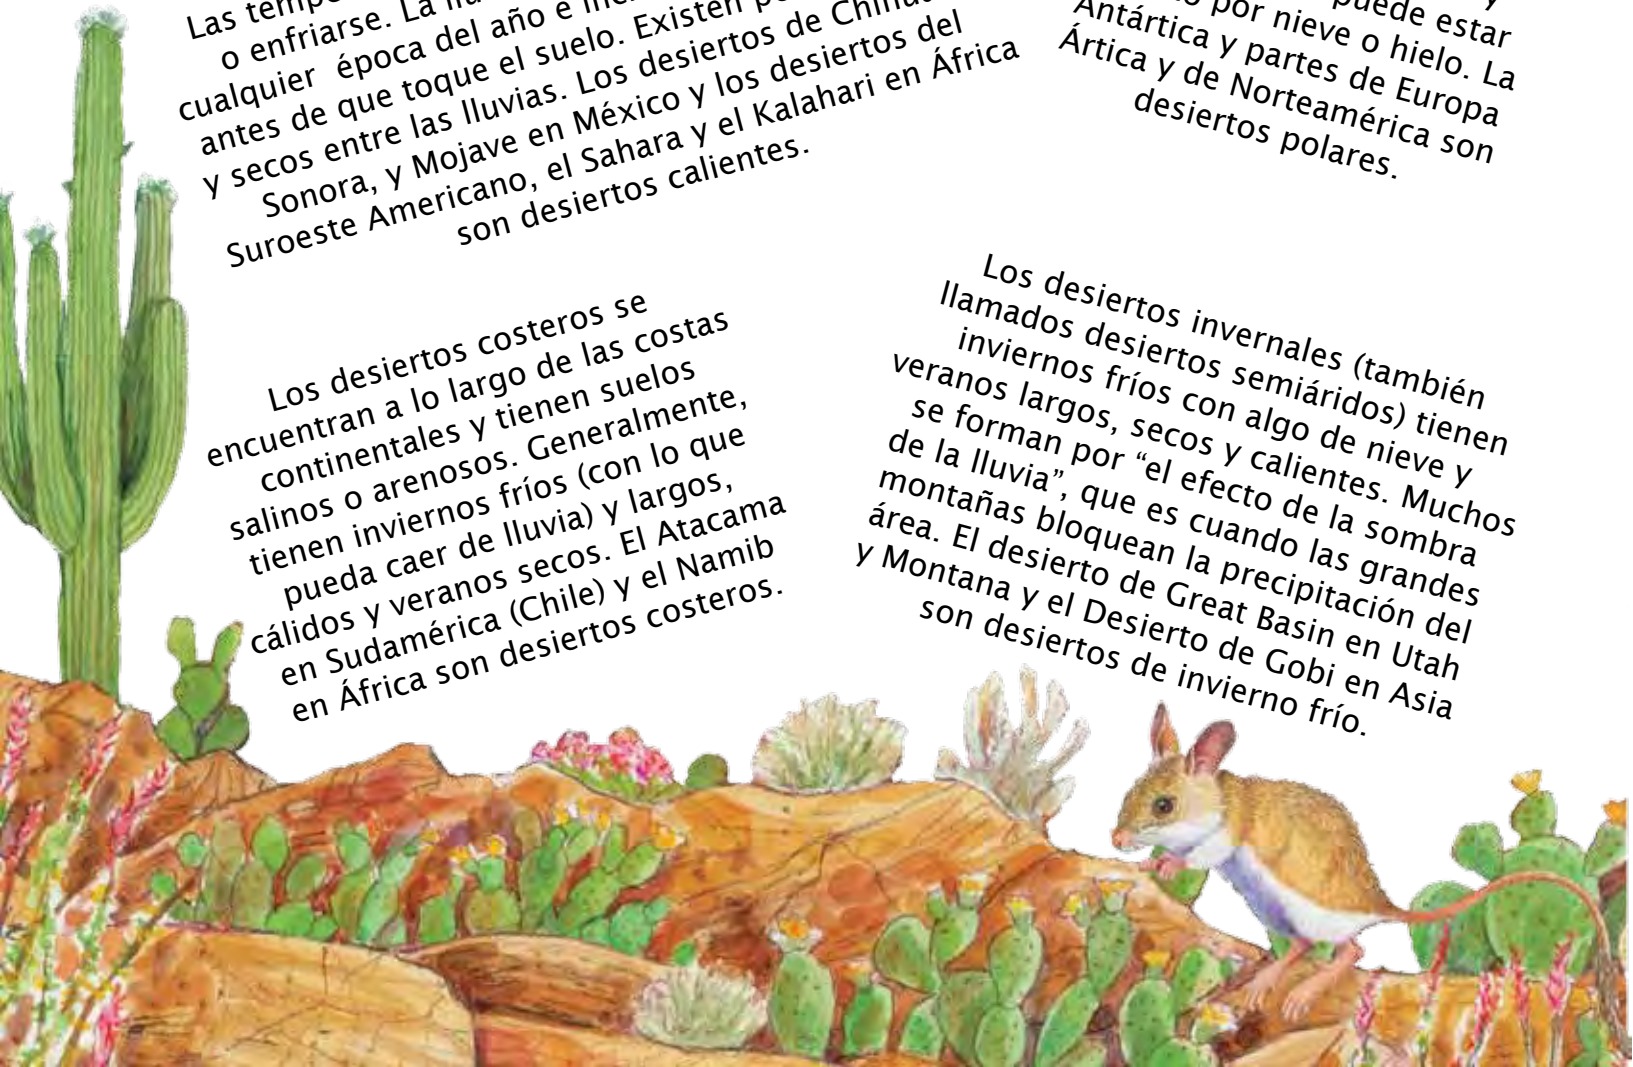 Las
o enfriarse. La
cualquier época del año e
antes de que toque el suelo. Existen
y secos entre las lluvias. Los desiertos de
Sonora, y Mojave en México y los desiertos del
Suroeste Americano, el Sahara y el Kalahari en África
son desiertos calientes.
puede estar
por nieve o hielo. La
Antártica y partes de Europa
Ártica y de Norteamérica son
desiertos polares.
Los desiertos costeros se
encuentran a lo largo de las costas
continentales y tienen suelos
salinos o arenosos. Generalmente,
tienen inviernos fríos (con lo que
pueda caer de lluvia) y largos,
cálidos y veranos secos. El Atacama
en Sudamérica (Chile) y el Namib
en África son desiertos costeros.
Los desiertos invernales (también
llamados desiertos semiáridos) tienen
inviernos fríos con algo de nieve y
veranos largos, secos y calientes. Muchos
se forman por “el efecto de la sombra
de la lluvia”, que es cuando las grandes
montañas bloquean la precipitación del
área. El desierto de Great Basin en Utah
y Montana y el Desierto de Gobi en Asia
son desiertos de invierno frío.